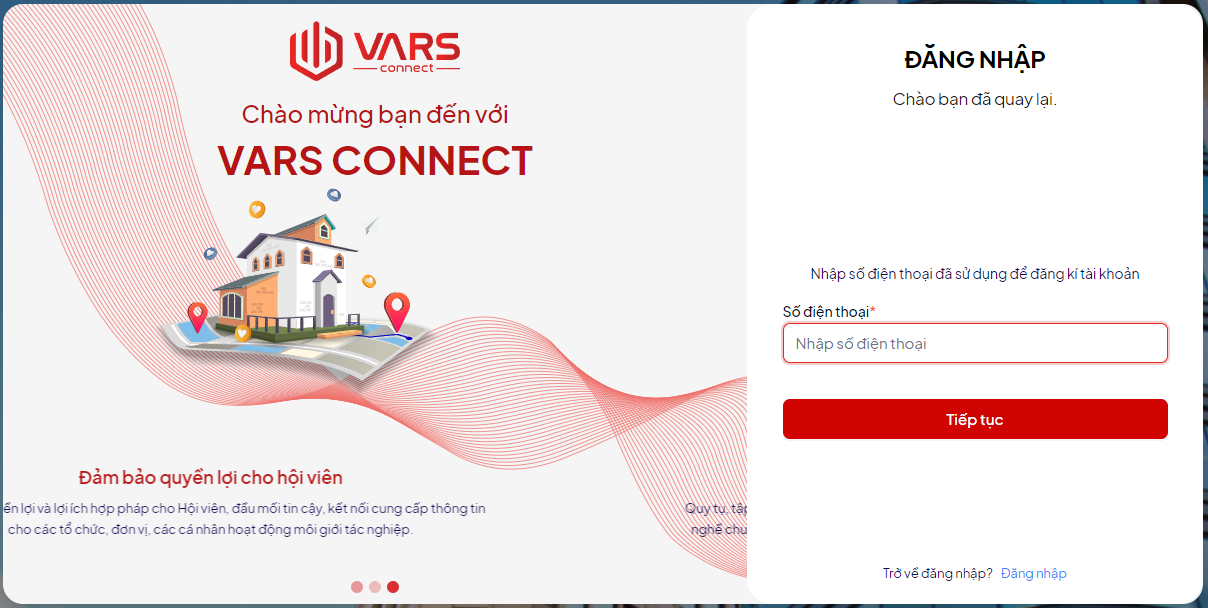 VARS
connect
Chào mừng bạn đến với
VARS CONNECT
Đảm bảo quyền lợi cho hội viên
lợi và lợi ích hợp pháp cho Hội viên, đầu mối tin cậy, kết nối cung cấp thông tin
cho các tổ chức, đơn vị, các cá nhân hoạt động môi giới tác nghiệp.
Quy tụ, tập
nghề
ĐĂNG NHẬP
Chào bạn đã quay lại.
Nhập số điện thoại đã sử dụng để đăng kí tài khoản
Số điện thoại*
Nhập số điện thoại
Tiếp tục
Trở về đăng nhập? Đăng nhập